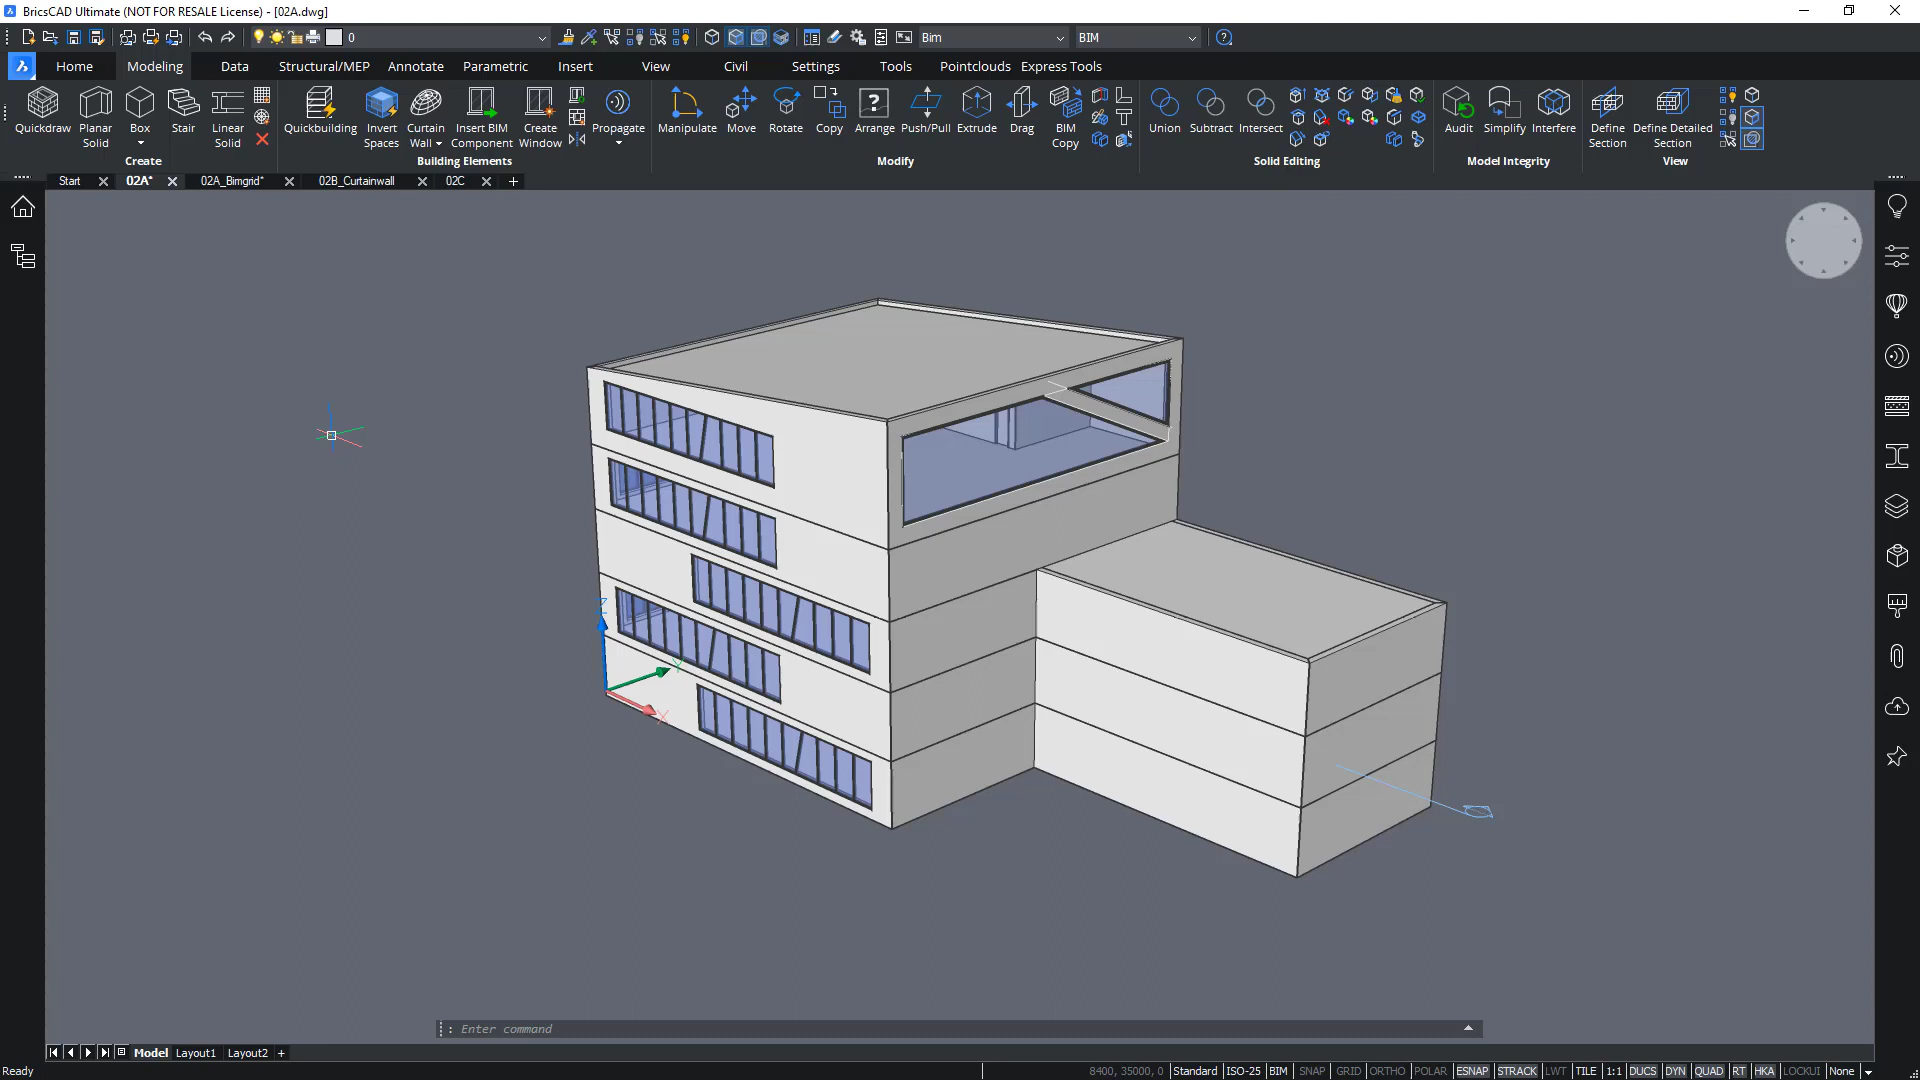 BricsCAD Ultimate (NOT FOR RESALE License) - [02A.dwg]
0
Bim
BIM
Home Modeling Data Structural/MEP Annotate Parametric Insert View Civil Settings Tools Pointclouds Express Tools
Quickdraw
Planar Solid
Box
Stair
Linear Solid
Create
Quickbuilding
Invert Spaces
Curtain Wall
Insert BIM Component
Create Window
Propagate
Building Elements
Manipulate
Move
Rotate
Copy
Arrange
Push/Pull
Extrude
Drag
BIM Copy
Modify
Union
Subtract
Intersect
Solid Editing
Audit
Simplify
Interfere
Model Integrity
Define Section
Define Detailed Section
View
Start 02A* 02A_Bimgrid* 02B_Curtainwall 02C
Z
Y
X
: Enter command
Model Layout1 Layout2 +
Ready
8400, 35000, 0 Standard ISO-25 BIM SNAP GRID ORTHO POLAR ESNAP STRACK LWT TILE 1:1 DUCS DYN QUAD RT HKA LOCKUI None